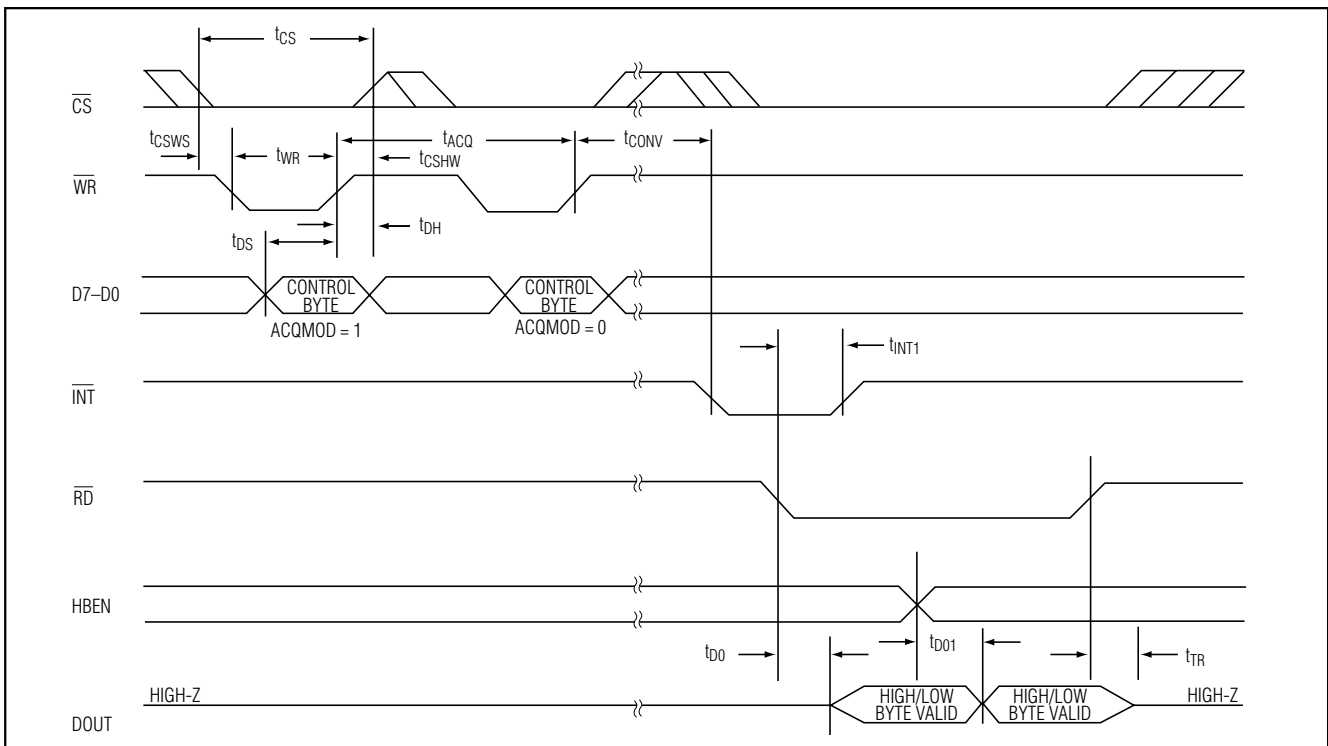 tCS
CS
tCSWS
tWR
tACQ
tCONV
tCSHW
WR
tDH
tDS
D7–D0
CONTROL
BYTE
CONTROL
BYTE
ACQMOD = 1
ACQMOD = 0
tINT1
INT
RD
HBEN
tD0
tD01
tTR
HIGH-Z
HIGH/LOW
BYTE VALID
HIGH/LOW
BYTE VALID
HIGH-Z
DOUT